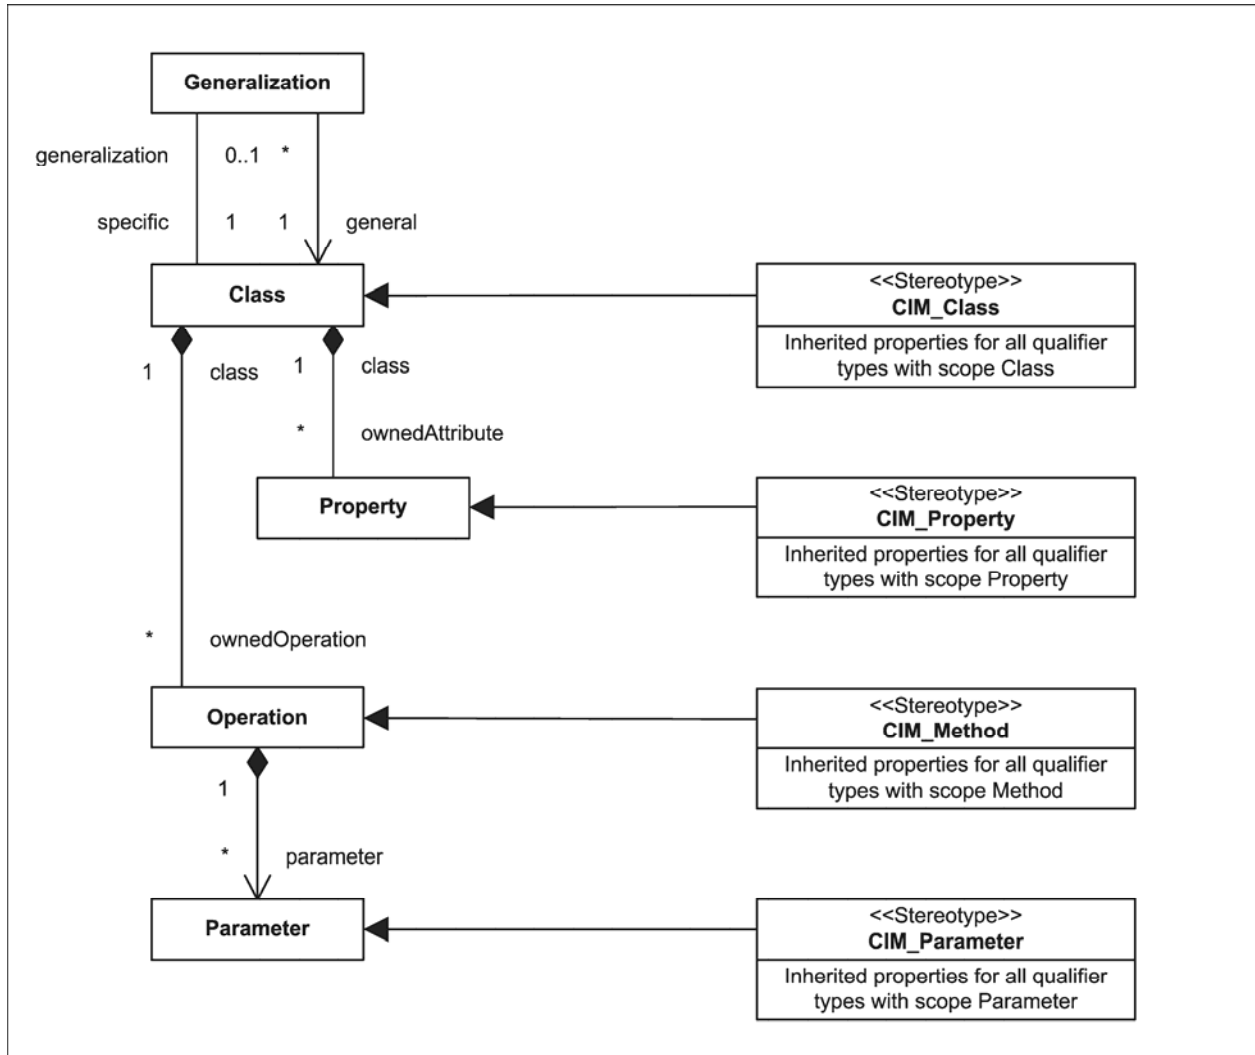 Generalization
generalization 0..1 *
specific 1 1 general
Class
<<Stereotype>>
CIM_Class
Inherited properties for all qualifier
types with scope Class
1 class 1 class
* ownedAttribute
Property
<<Stereotype>>
CIM_Property
Inherited properties for all qualifier
types with scope Property
* ownedOperation
Operation
<<Stereotype>>
CIM_Method
Inherited properties for all qualifier
types with scope Method
1
* parameter
Parameter
<<Stereotype>>
CIM_Parameter
Inherited properties for all qualifier
types with scope Parameter